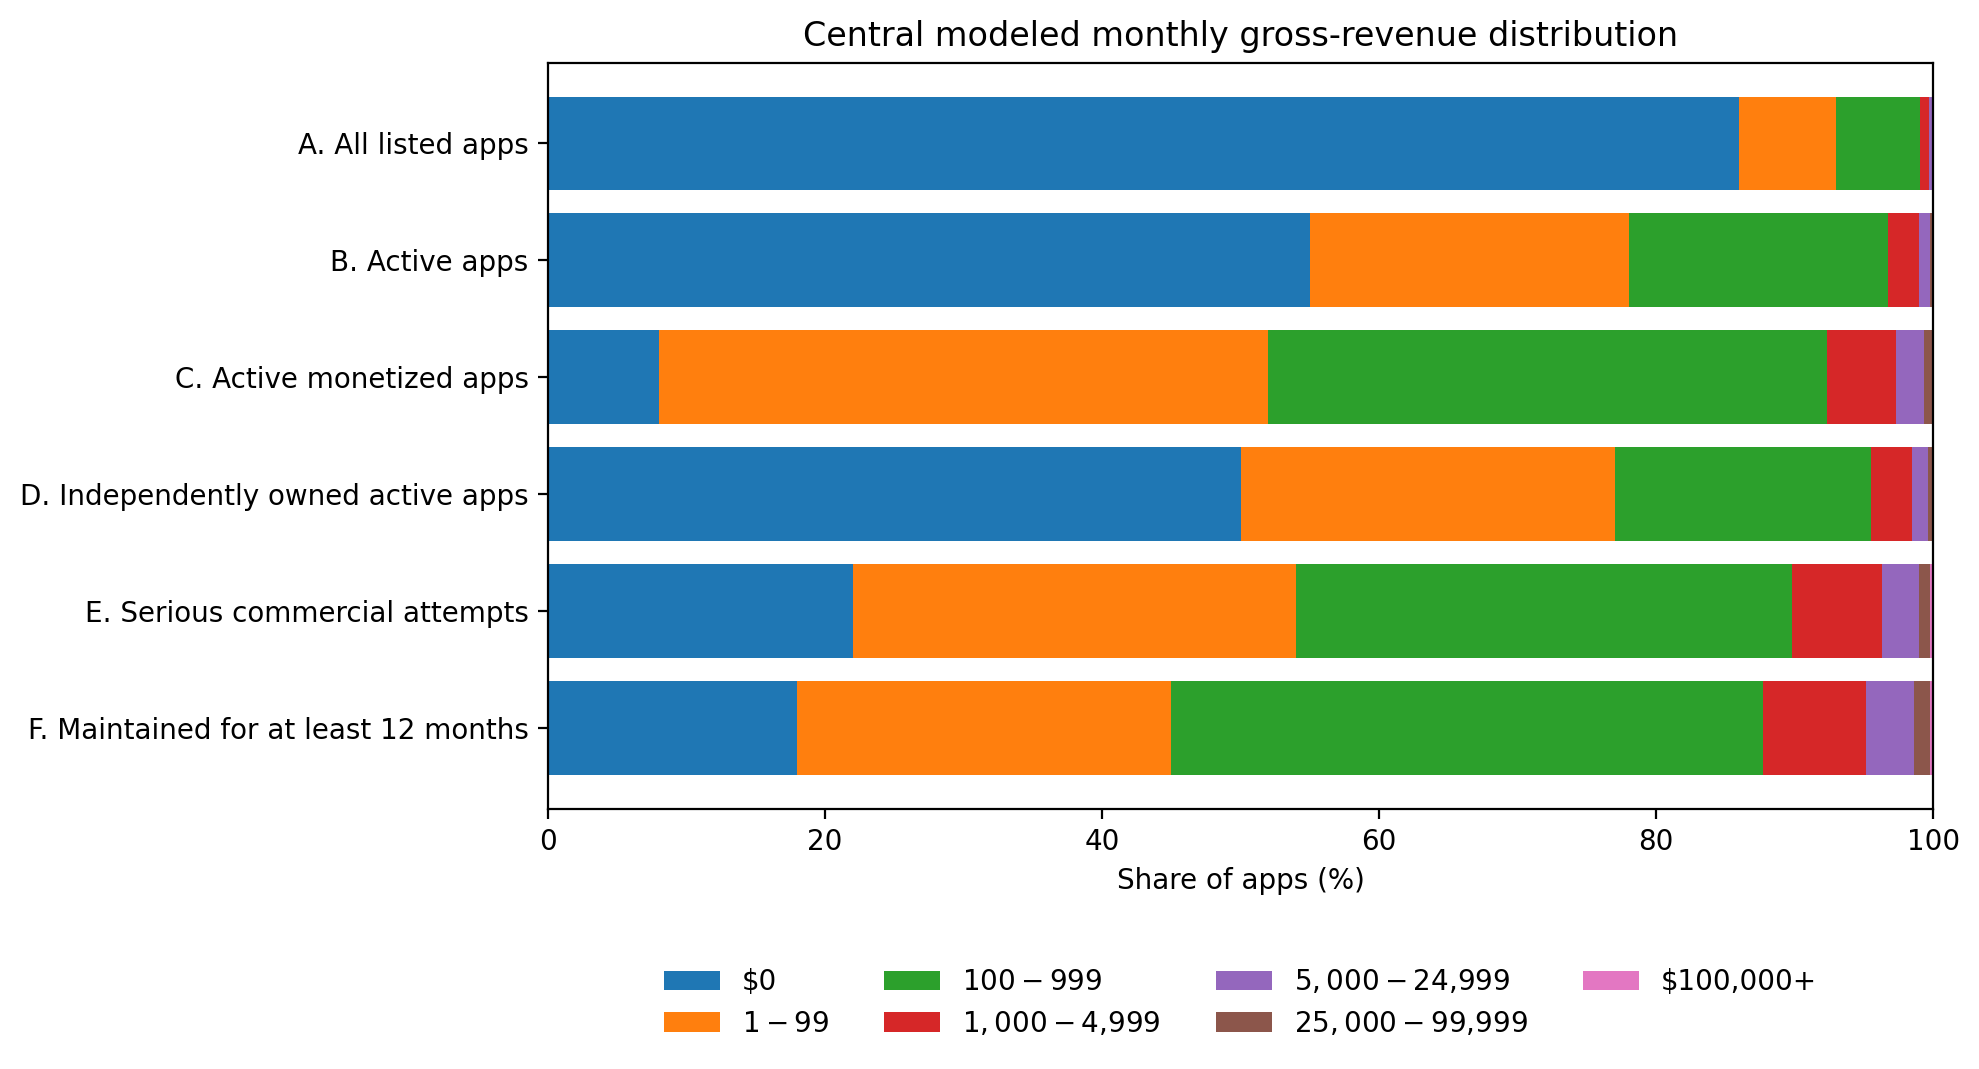 Central modeled monthly gross-revenue distribution
A. All listed apps
B. Active apps
C. Active monetized apps
D. Independently owned active apps
E. Serious commercial attempts
F. Maintained for at least 12 months
0 20 40 60 80 100
Share of apps (%)
$0 100 − 999 5, 000 − 24,999 $100,000+
1 − 99 1, 000 − 4,999 25, 000 − 99,999